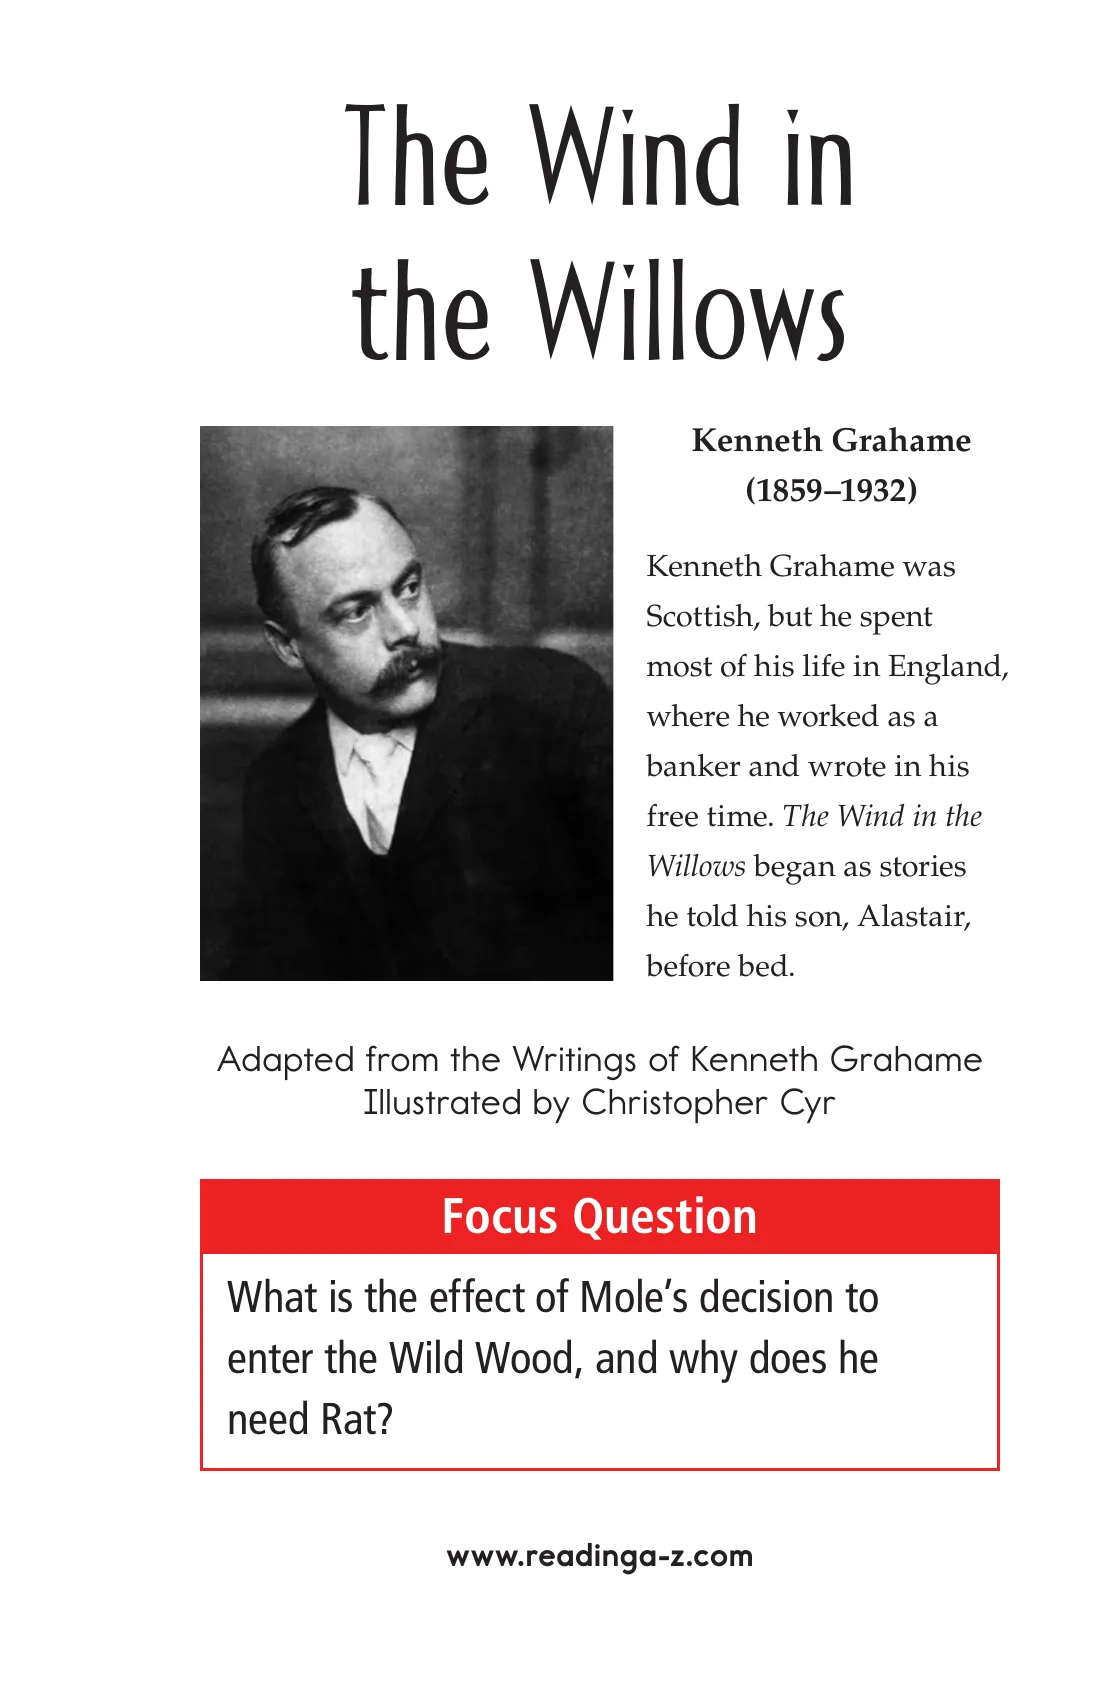 The Wind in
the Willows
Kenneth Grahame
(1859–1932)
Kenneth Grahame was
Scottish, but he spent
most of his life in England,
where he worked as a
banker and wrote in his
free time. The Wind in the
Willows began as stories
he told his son, Alastair,
before bed.
Adapted from the Writings of Kenneth Grahame
Illustrated by Christopher Cyr
Focus Question
What is the effect of Mole’s decision to
enter the Wild Wood, and why does he
need Rat?
www.readinga-z.com